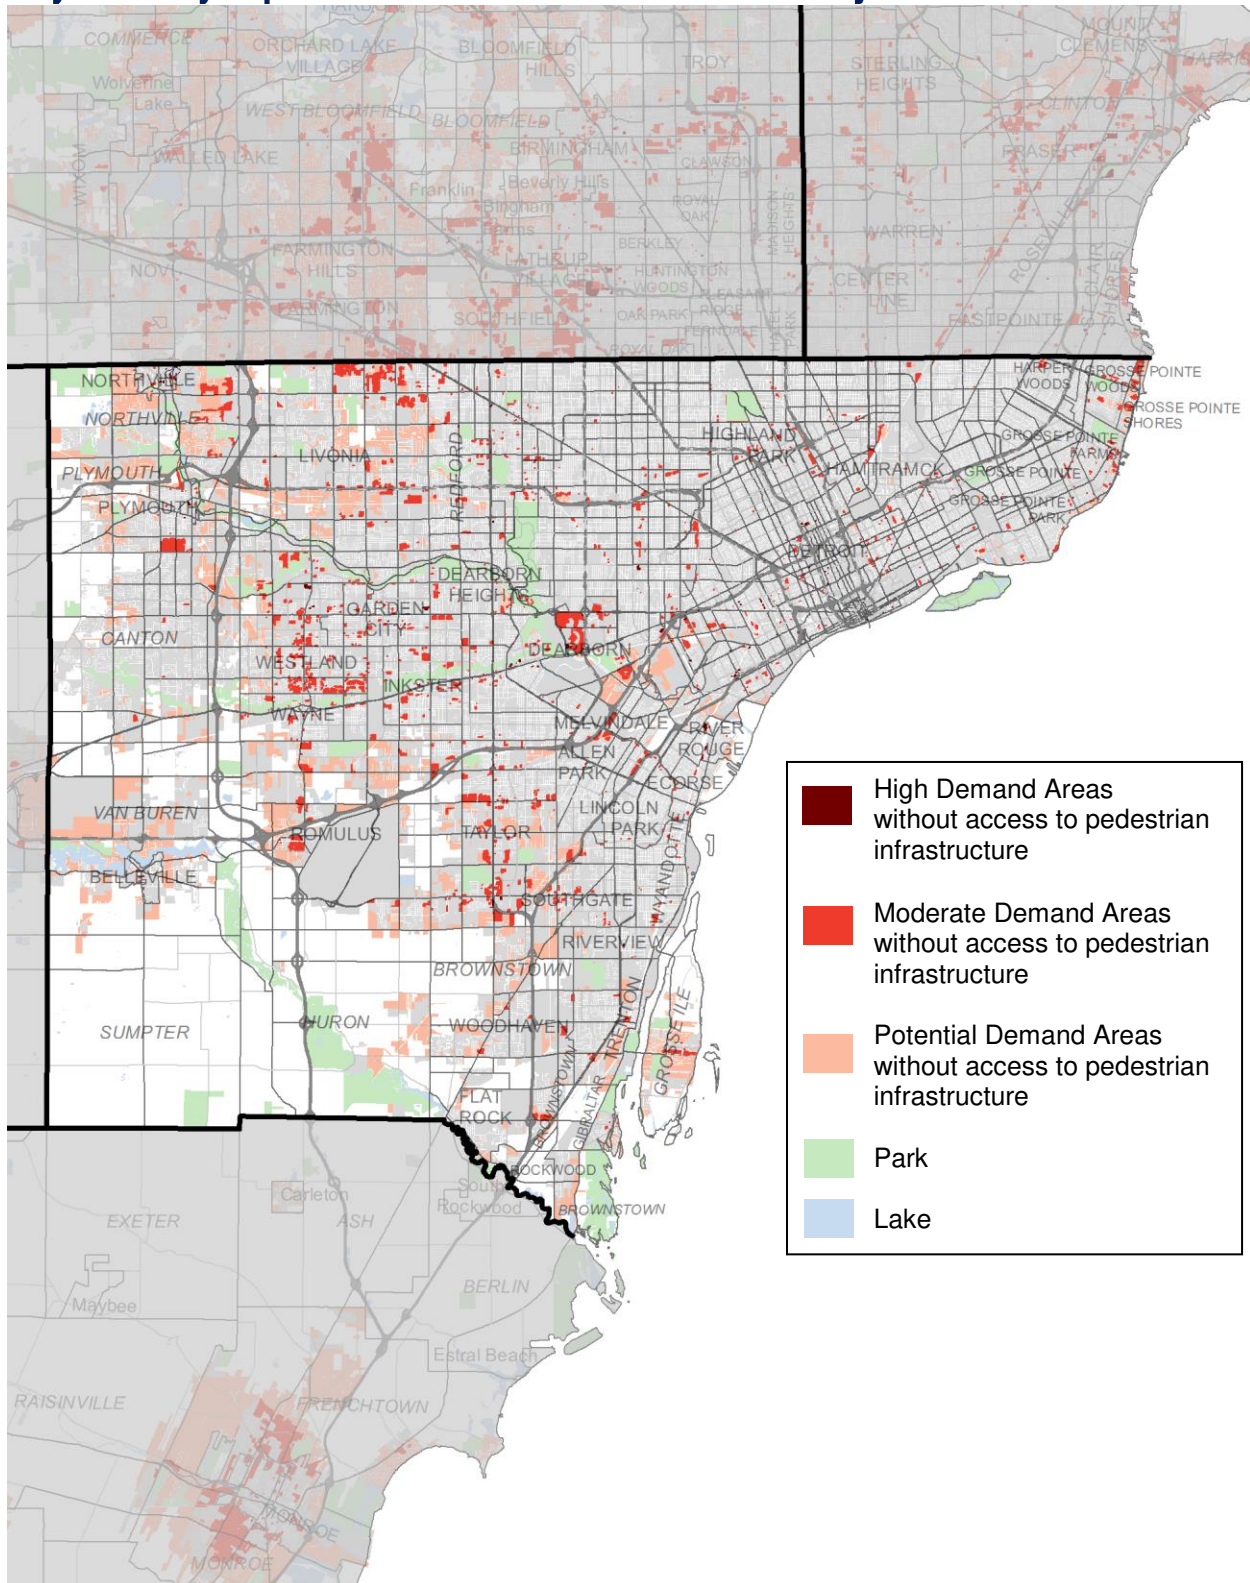 COMMERCE
ORCHARD LAKE
VILLAGE
BLOOMFIELD
HILLS
TROY
STERLING
HEIGHTS
MOUNT
CLEMENS
Wolverine
Lake
WEST BLOOMFIELD
BLOOMFIELD
CLINTON
WIXOM
WALLED LAKE
BIRMINGHAM
CLAWSON
FRASER
Franklin
Beverly Hills
Bingham
Farms
ROYAL
OAK
MADISON
HEIGHTS
WARREN
ROSEVILLE
BERKLEY
NOVI
FARMINGTON
HILLS
LATHRUP
VILLAGE
HUNTINGTON
WOODS
CENTER
LINE
PLEASANT
RIDGE
FARMINGTON
SOUTHFIELD
OAK PARK
FERNDALE
HAZEL
PARK
EASTPOINTE
ST CLAIR
SHORES
ROYAL OAK
NORTHVILLE
HARPER
WOODS
GROSSE POINTE
WOODS
NORTHVILLE
GROSSE POINTE
SHORES
LIVONIA
REDFORD
HIGHLAND
PARK
GROSSE POINTE
FARMS
PLYMOUTH
HAMTRAMCK
GROSSE POINTE
PLYMOUTH
GROSSE POINTE
PARK
DETROIT
DEARBORN
HEIGHTS
GARDEN
CITY
CANTON
DEARBORN
WESTLAND
INKSTER
WAYNE
MELVINDALE
RIVER
ROUGE
ALLEN
PARK
ECORSE
VAN BUREN
LINCOLN
PARK
ROMULUS
TAYLOR
WYANDOTTE
BELLEVILLE
SOUTHGATE
RIVERVIEW
BROWNSTOWN
SUMPTER
HURON
WOODHAVEN
TRENTON
GROSSE ILE
FLAT
ROCK
BROWNSTOWN
GIBRALTAR
ROCKWOOD
South
Rockwood
BROWNSTOWN
Carleton
EXETER
ASH
BERLIN
Maybee
Estral Beach
RAISINVILLE
FRENCHTOWN
MONROE
MONROE
High Demand Areas
without access to pedestrian
infrastructure
Moderate Demand Areas
without access to pedestrian
infrastructure
Potential Demand Areas
without access to pedestrian
infrastructure
Park
Lake